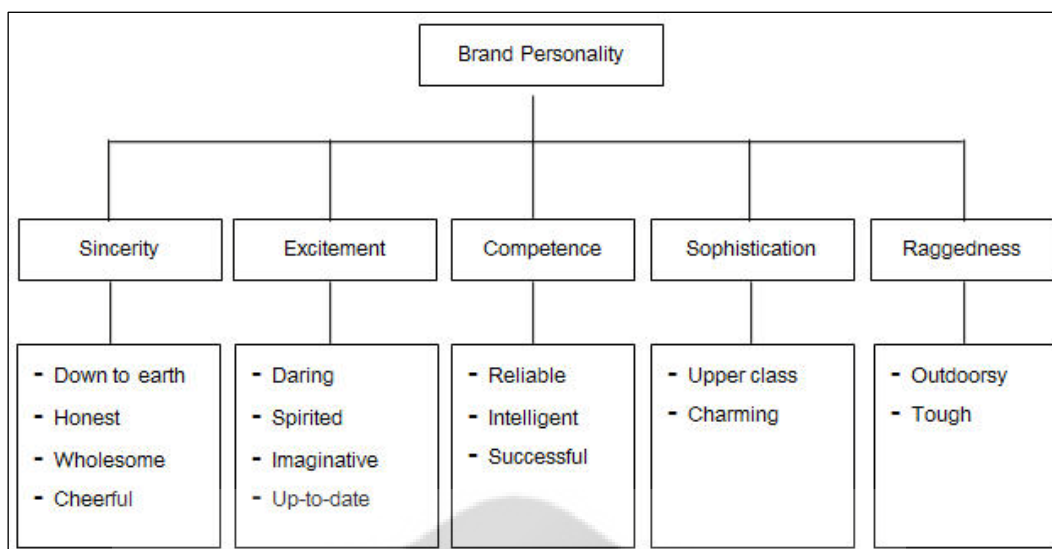 Brand Personality
Sincerity
Excitement
Competence
Sophistication
Raggedness
- Down to earth
- Honest
- Wholesome
- Cheerful
- Daring
- Spirited
- Imaginative
- Up-to-date
- Reliable
- Intelligent
- Successful
- Upper class
- Charming
- Outdoorsy
- Tough